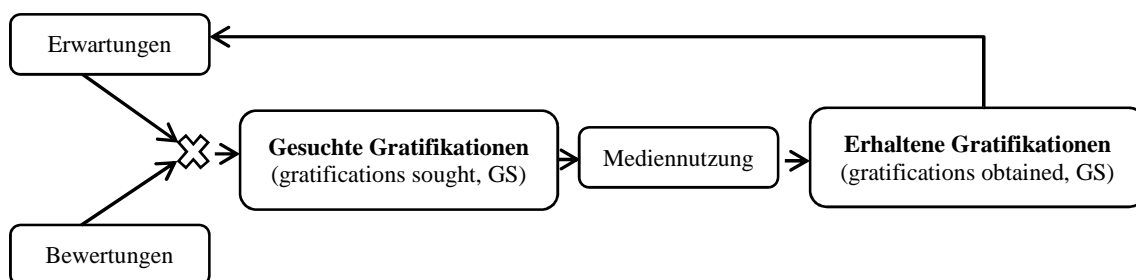 Erwartungen
Gesuchte Gratifikationen
(gratifications sought, GS)
Mediennutzung
Erhaltene Gratifikationen
(gratifications obtained, GS)
Bewertungen